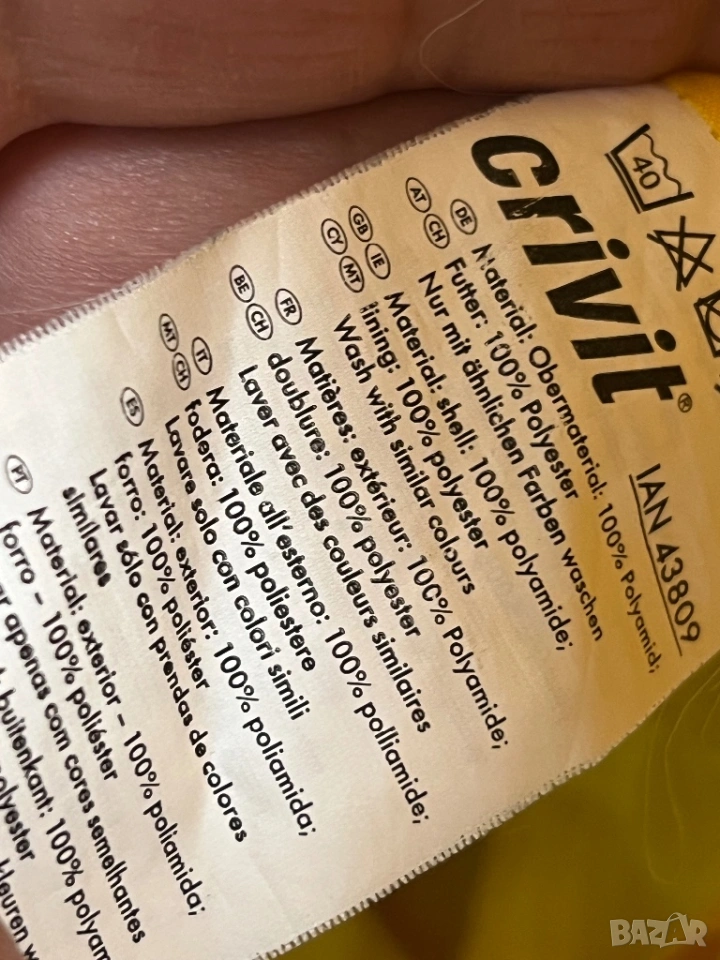 40
crivit®
IAN 43809
DE Material: Obermaterial: 100% Polyamid;
AT CH Futter: 100% Polyester
Nur mit ähnlichen Farben waschen
GB IE Material: shell: 100% polyamide;
CY MT lining: 100% polyester
Wash with similar colours
FR Matières: extérieur: 100% Polyamide;
BE CH doublure: 100% polyester
Laver avec des couleurs similaires
IT Materiale all'esterno: 100% polliamide;
MT CH fodera: 100% poliestere
Lavare solo con colori simili
ES Material: exterior: 100% poliamida;
forro: 100% poliéster
Lavar sólo con prendas de colores
similares
PT Material: exterior – 100% poliamida;
forro – 100% poliéster
apenas com cores semelhantes
buitenkant: 100% polyam
polyester
kleuren w
BAZAR